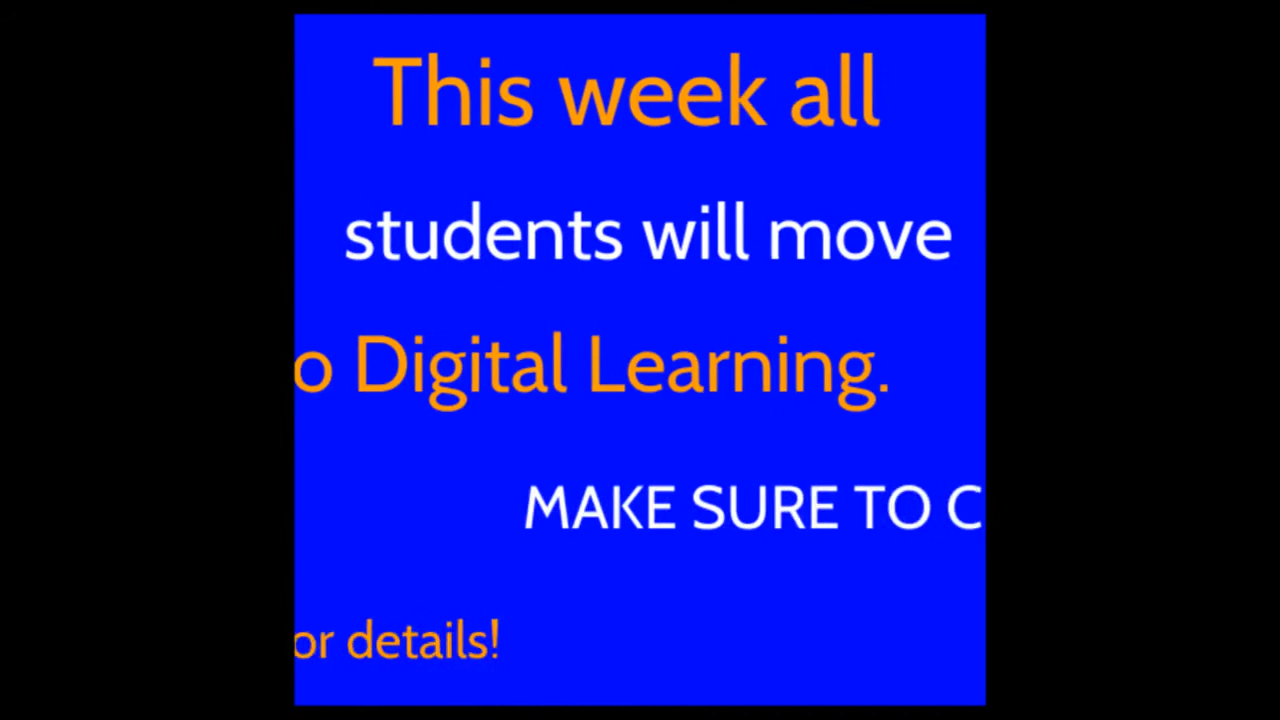 This week all
students will move
o Digital Learning.
MAKE SURE TO C
or details!